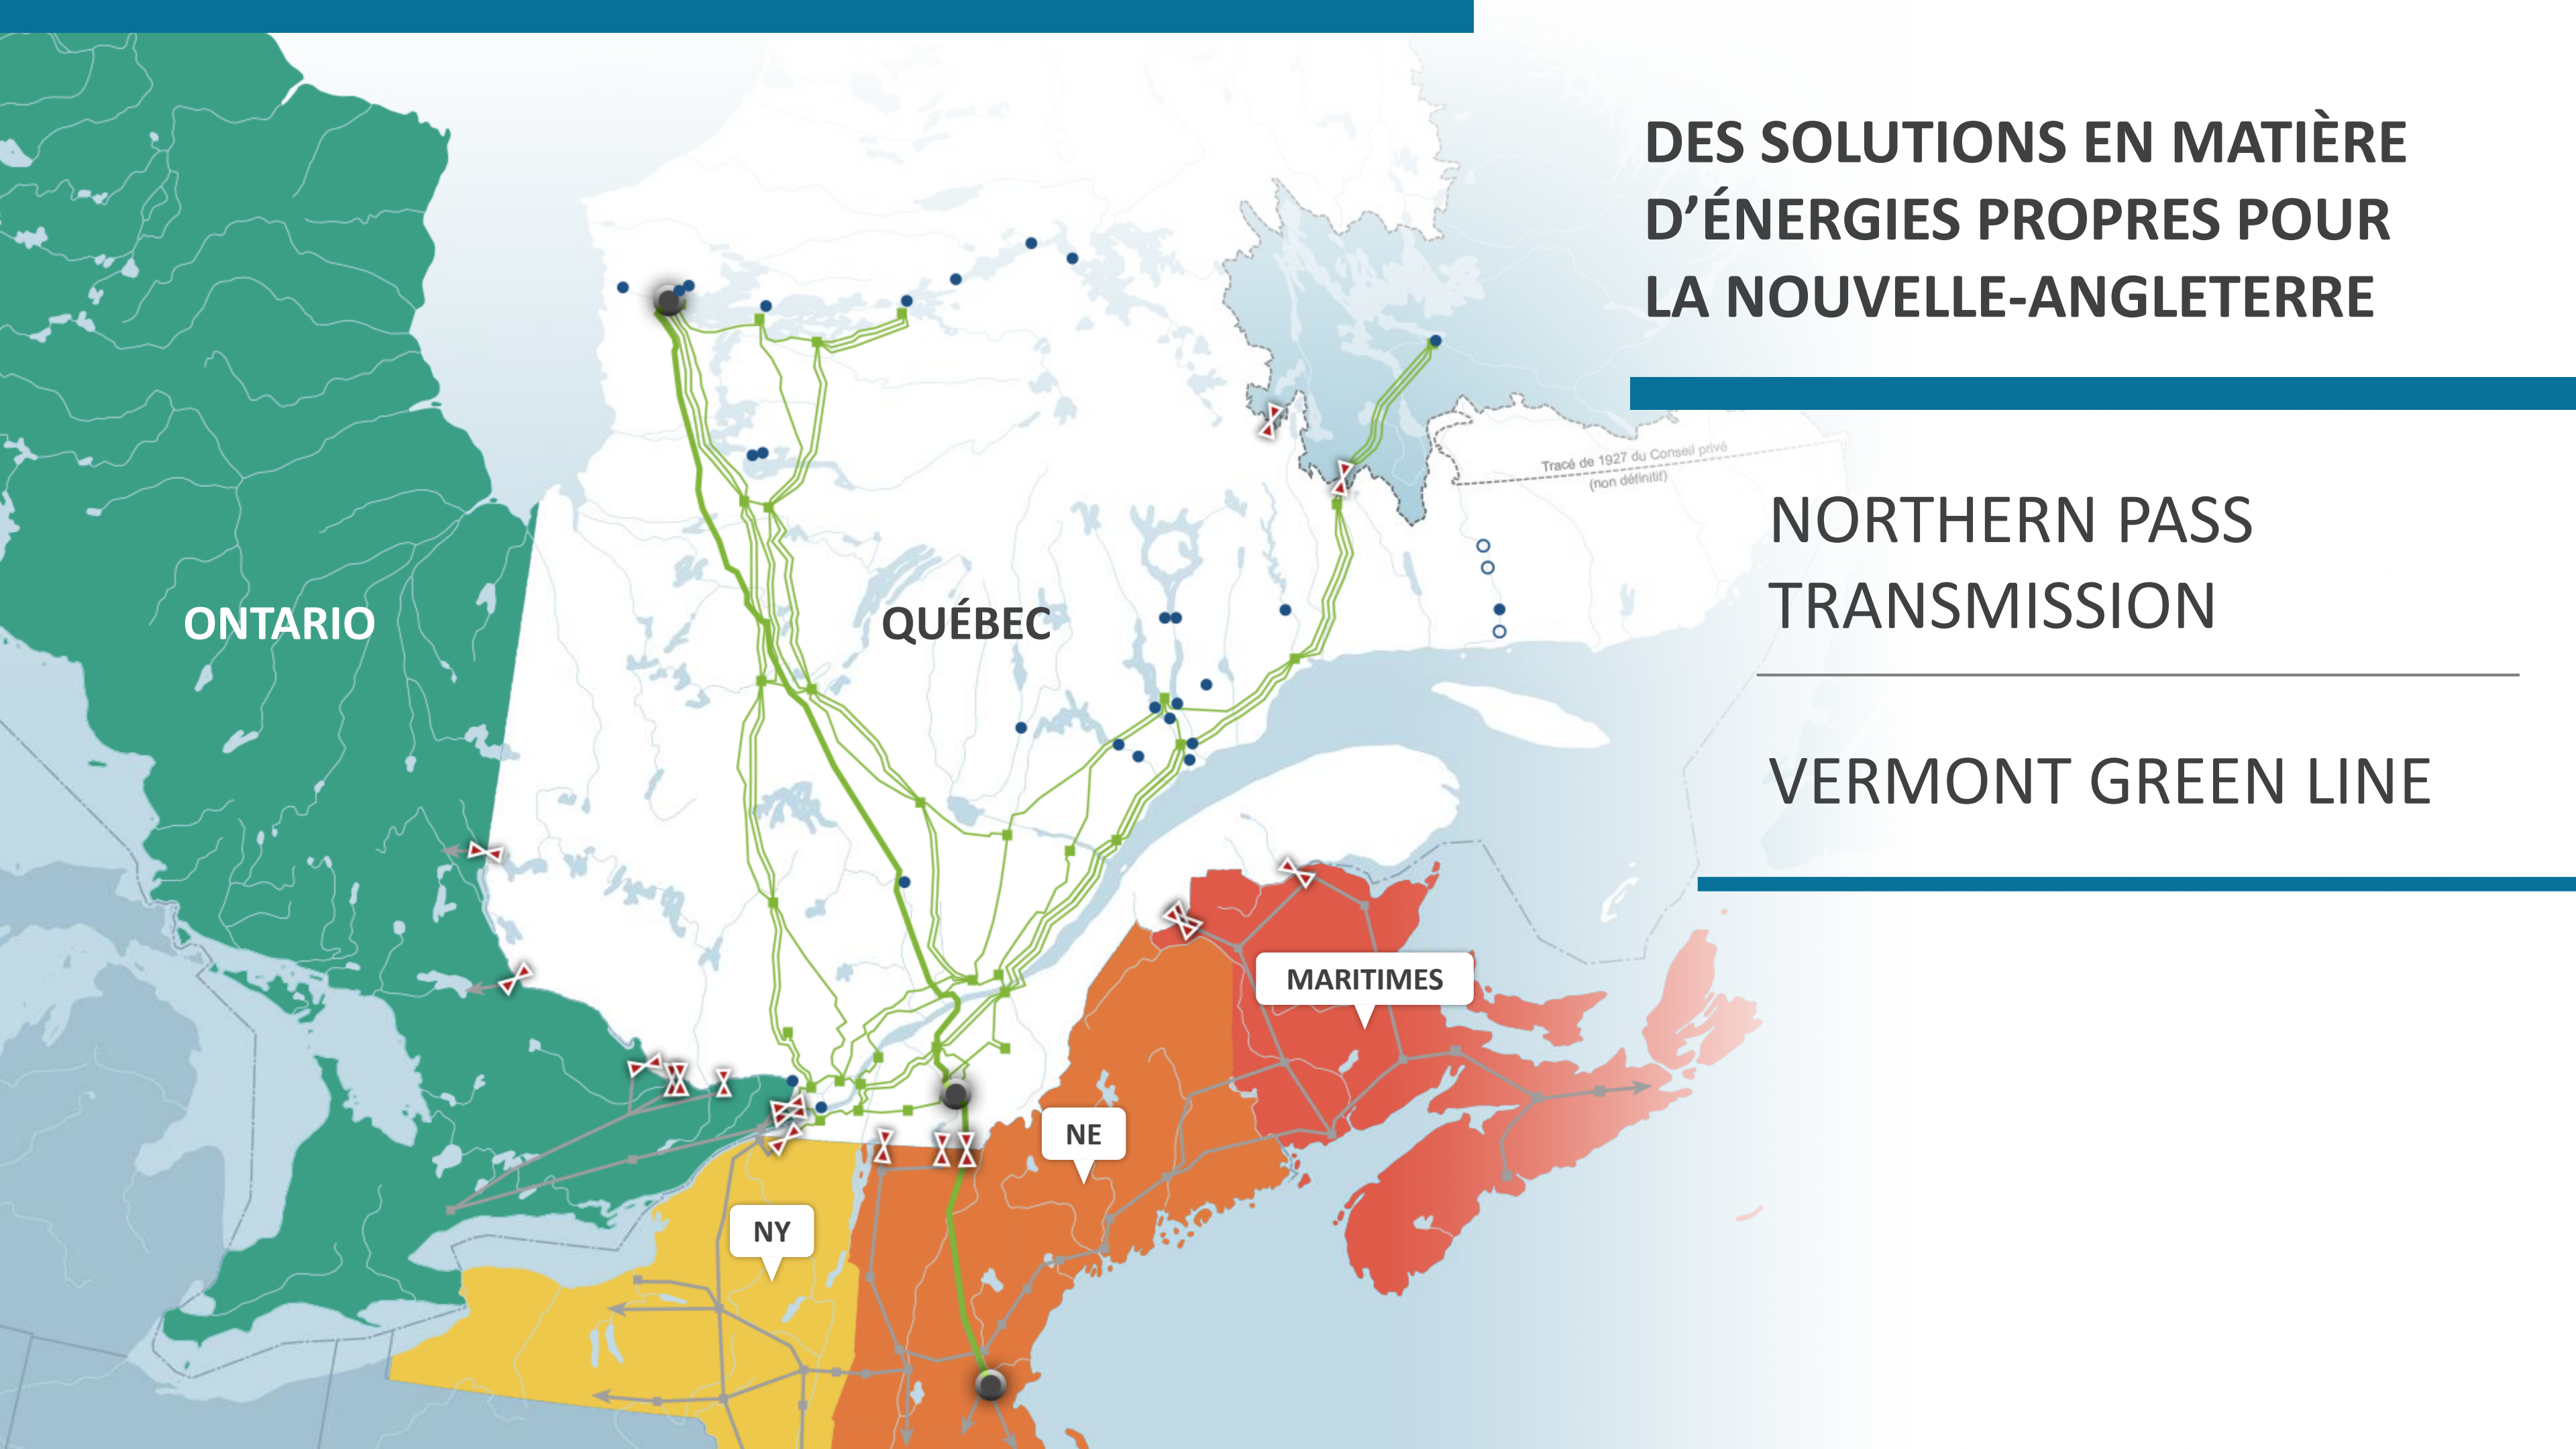 DES SOLUTIONS EN MATIÈRE
D’ÉNERGIES PROPRES POUR
LA NOUVELLE-ANGLETERRE
Tracé de 1927 du Conseil privé
(non définitif)
NORTHERN PASS
TRANSMISSION
VERMONT GREEN LINE
ONTARIO
QUÉBEC
MARITIMES
NE
NY